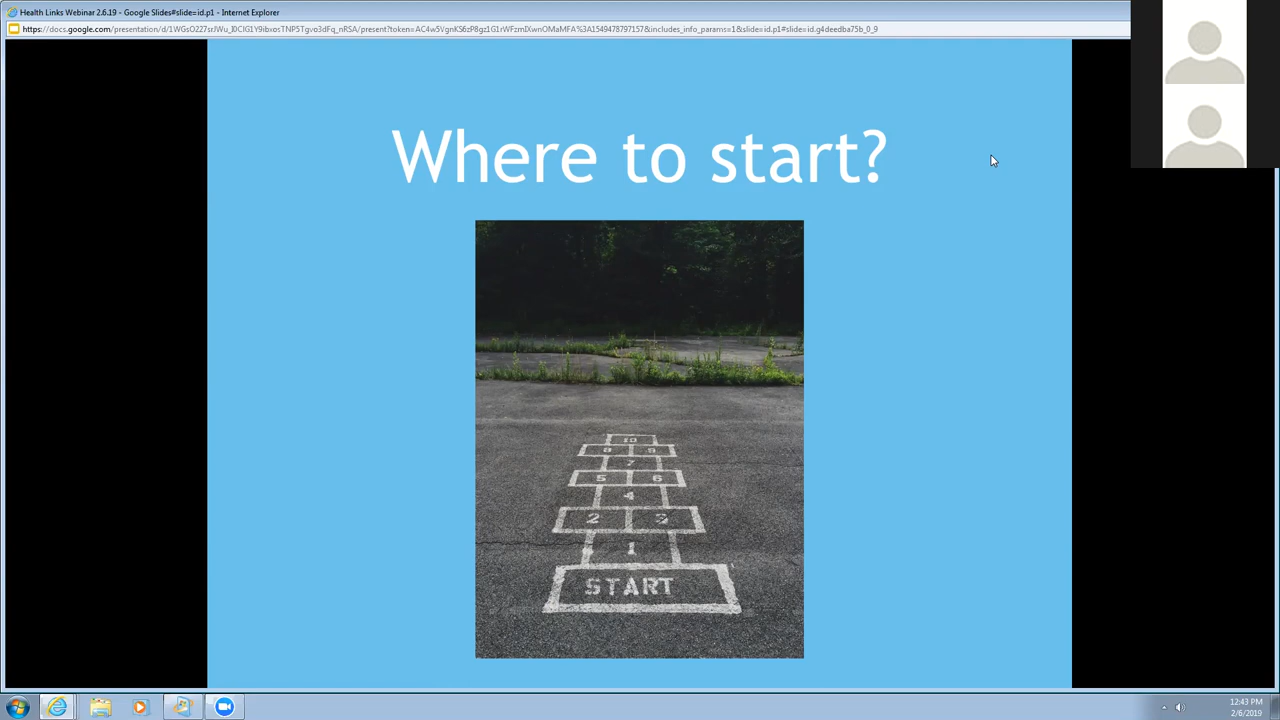 Health Links Webinar 2.6.19 - Google Slides#slide=id.p1 - Internet Explorer
Where to start?
10
8 9
7
5 6
4
2 3
1
START
12:43 PM
2/6/2019